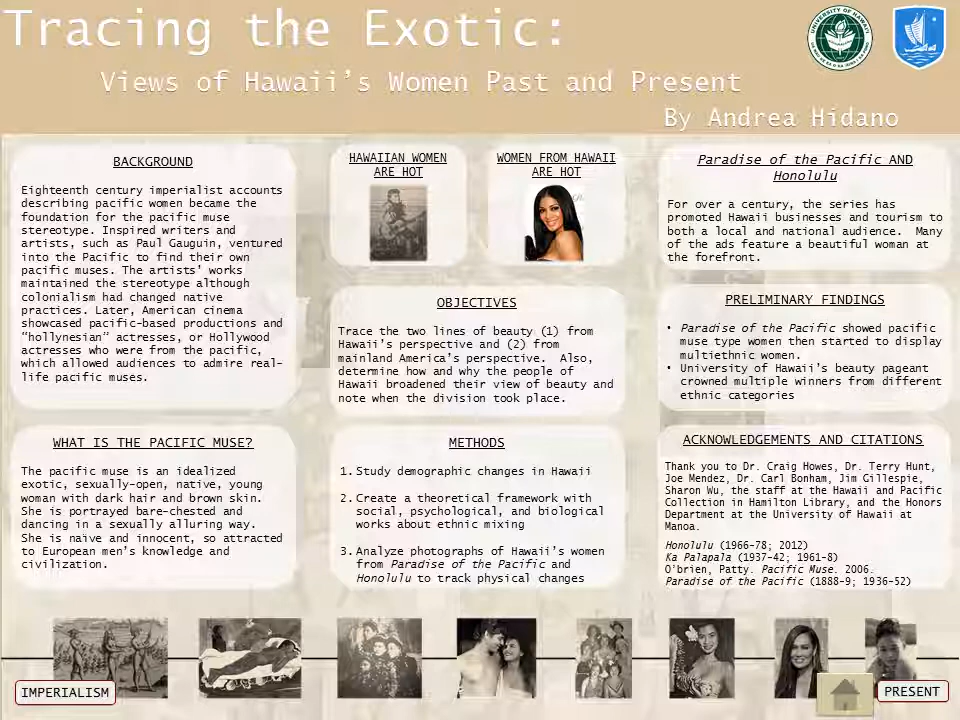 Tracing the Exotic:
Views of Hawaii's Women Past and Present
By Andrea Hidano
UNIVERSITY OF HAWAII
BACKGROUND
Eighteenth century imperialist accounts
describing pacific women became the
foundation for the pacific muse
stereotype. Inspired writers and
artists, such as Paul Gauguin, ventured
into the Pacific to find their own
pacific muses. The artists' works
maintained the stereotype although
colonialism had changed native
practices. Later, American cinema
showcased pacific-based productions and
"hollynesian" actresses, or Hollywood
actresses who were from the pacific,
which allowed audiences to admire real-
life pacific muses.
WHAT IS THE PACIFIC MUSE?
The pacific muse is an idealized
exotic, sexually-open, native, young
woman with dark hair and brown skin.
She is portrayed bare-chested and
dancing in a sexually alluring way.
She is naive and innocent, so attracted
to European men's knowledge and
civilization.
HAWAIIAN WOMEN
ARE HOT
WOMEN FROM HAWAII
ARE HOT
OBJECTIVES
Trace the two lines of beauty (1) from
Hawaii's perspective and (2) from
mainland America's perspective. Also,
determine how and why the people of
Hawaii broadened their view of beauty and
note when the division took place.
METHODS
1. Study demographic changes in Hawaii
2. Create a theoretical framework with
social, psychological, and biological
works about ethnic mixing
3. Analyze photographs of Hawaii's women
from Paradise of the Pacific and
Honolulu to track physical changes
Paradise of the Pacific AND
Honolulu
For over a century, the series has
promoted Hawaii businesses and tourism to
both a local and national audience. Many
of the ads feature a beautiful woman at
the forefront.
PRELIMINARY FINDINGS
• Paradise of the Pacific showed pacific
muse type women then started to display
multiethnic women.
• University of Hawaii's beauty pageant
crowned multiple winners from different
ethnic categories
ACKNOWLEDGEMENTS AND CITATIONS
Thank you to Dr. Craig Howes, Dr. Terry Hunt,
Joe Mendez, Dr. Carl Bonham, Jim Gillespie,
Sharon Wu, the staff at the Hawaii and Pacific
Collection in Hamilton Library, and the Honors
Department at the University of Hawaii at
Manoa.
Honolulu (1966-78; 2012)
Ka Palapala (1937-42; 1961-8)
O'brien, Patty. Pacific Muse. 2006.
Paradise of the Pacific (1888-9; 1936-52)
IMPERIALISM
PRESENT